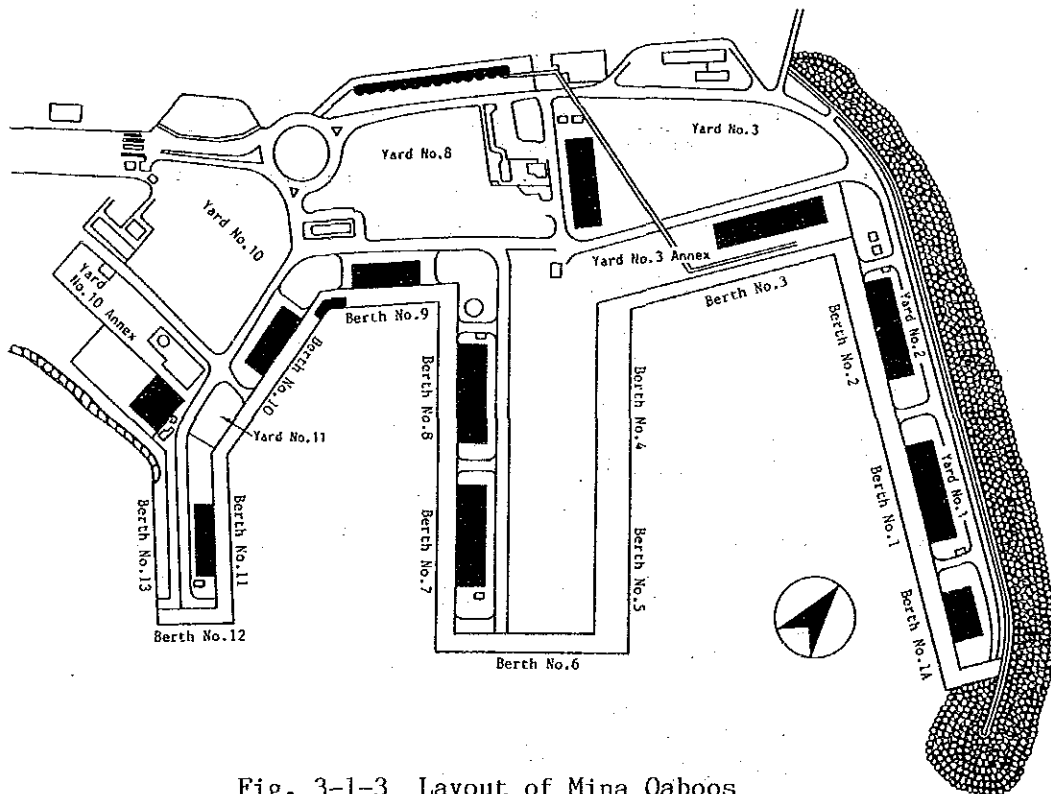 Yard No.3
Yard No.8
Yard No.10
Yard
No.10 Annex
Yard No.3 Annex
Berth No.3
Berth No.9
Berth No.10
Yard No.11
Berth No.8
Berth No.4
Berth No.2
Yard No.2
Berth No.7
Berth No.5
Berth No.1
Yard No.1
Berth No.13
Berth No.11
Berth No.12
Berth No.6
Berth No.1A
Fig. 3-1-3 Layout of Mina Qaboos